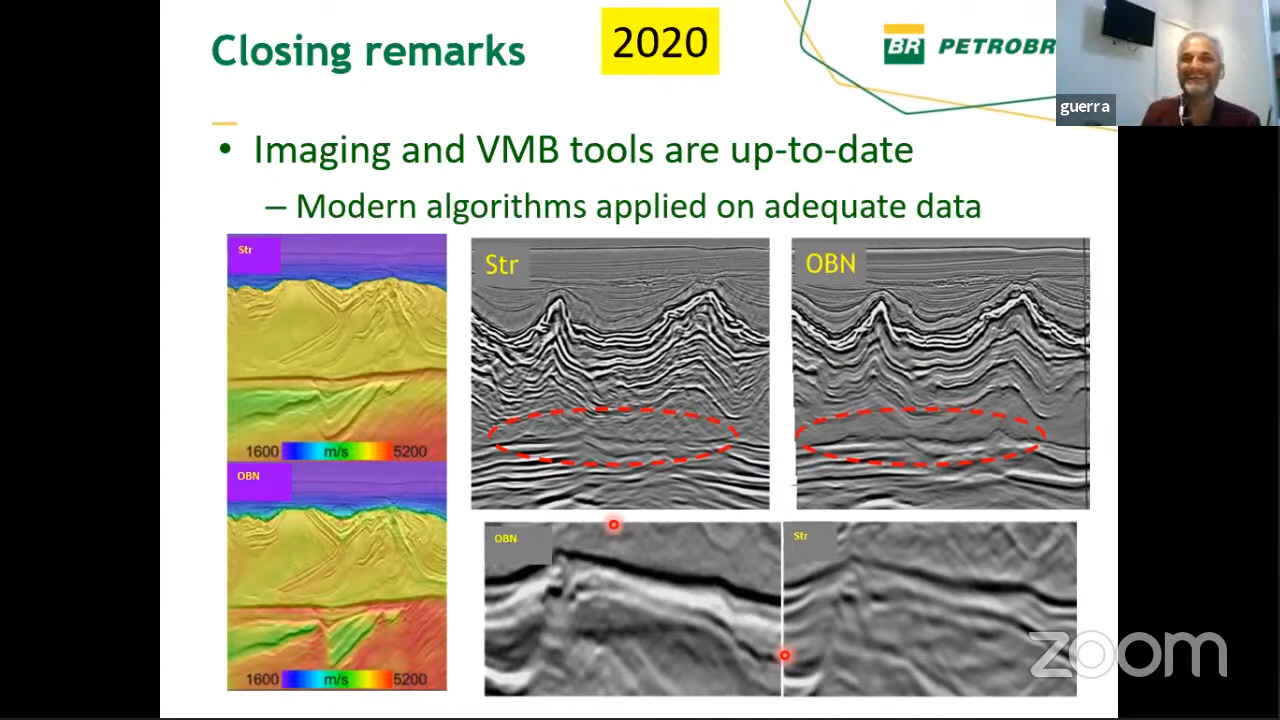 Closing remarks
2020
BR PETROBR
guerra
• Imaging and VMB tools are up-to-date
– Modern algorithms applied on adequate data
Str
1600 m/s 5200
OBN
1600 m/s 5200
Str
OBN
OBN
Str
zoom